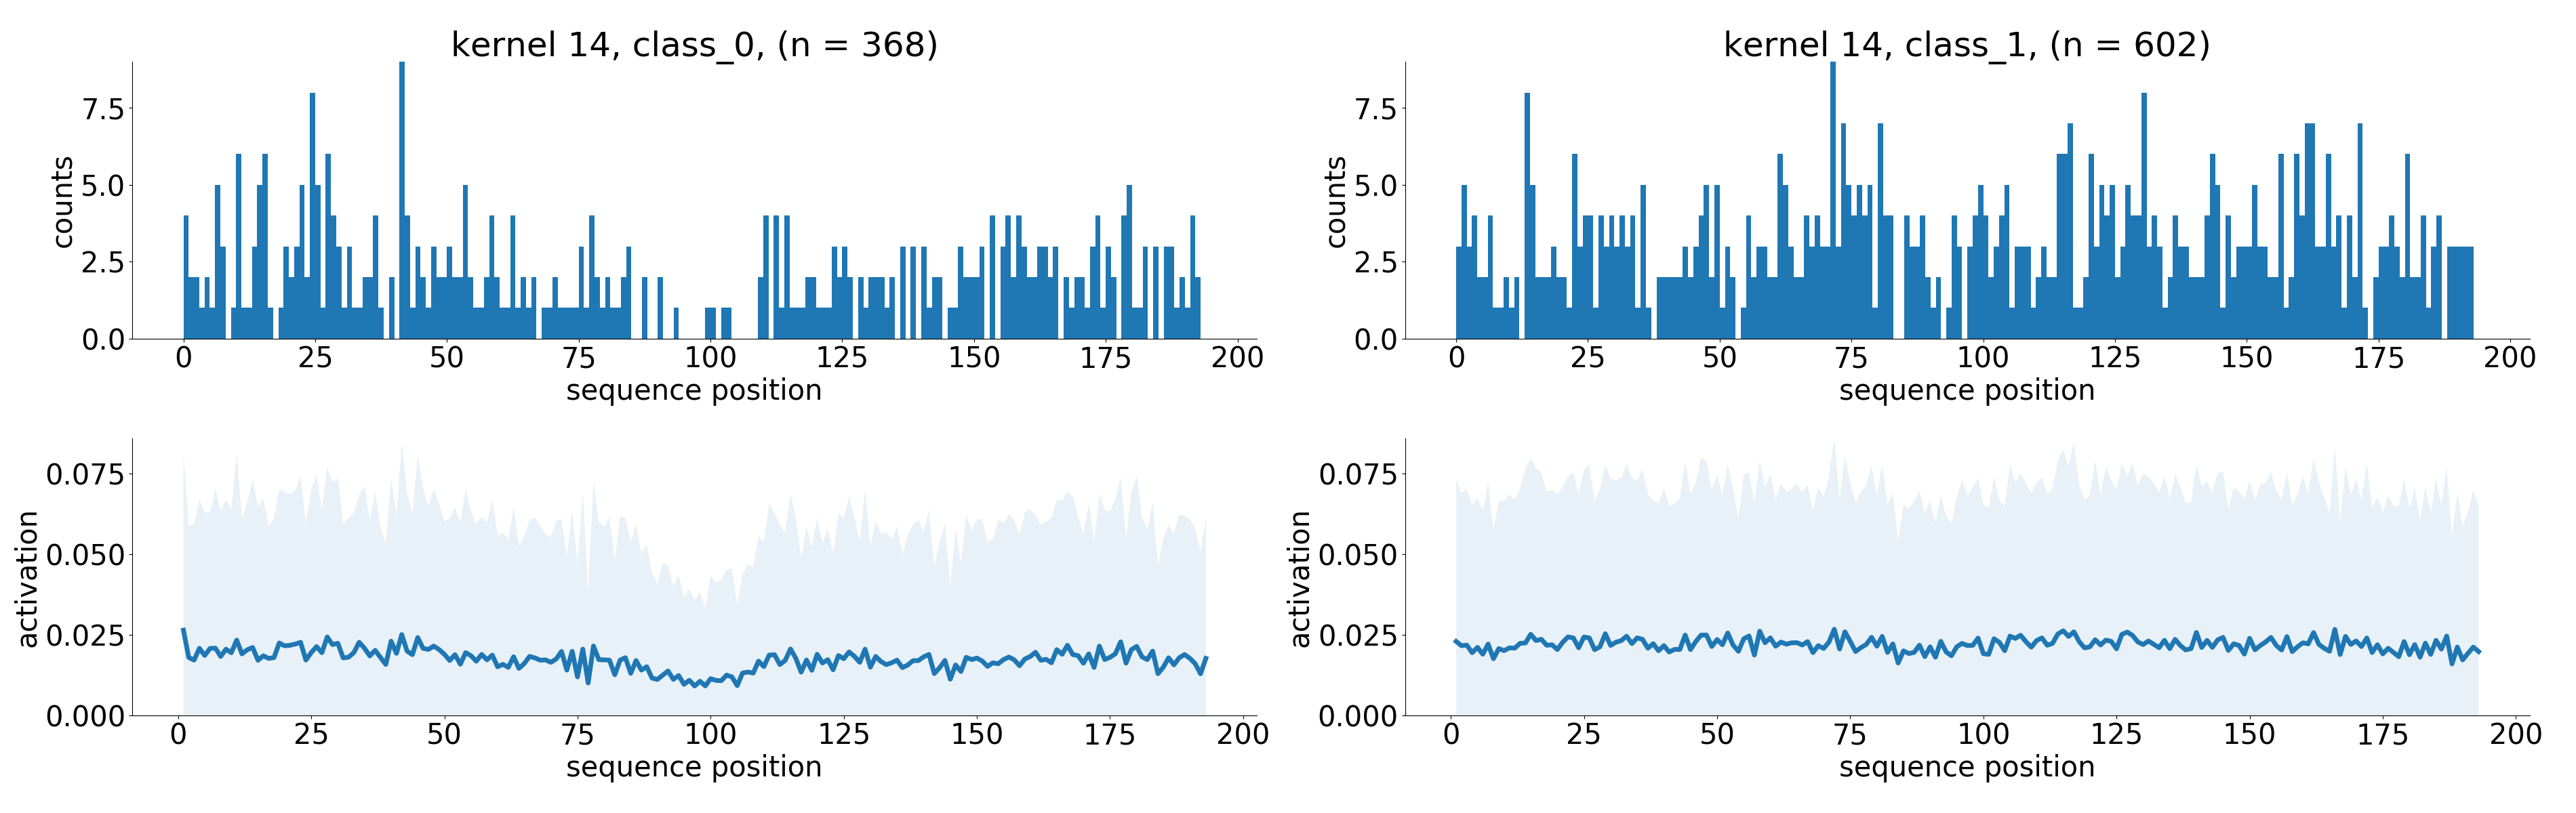 kernel 14, class_0, (n = 368)
counts
7.5
5.0
2.5
0.0
0 25 50 75 100 125 150 175 200
sequence position
kernel 14, class_1, (n = 602)
counts
7.5
5.0
2.5
0.0
0 25 50 75 100 125 150 175 200
sequence position
activation
0.075
0.050
0.025
0.000
0 25 50 75 100 125 150 175 200
sequence position
activation
0.075
0.050
0.025
0.000
0 25 50 75 100 125 150 175 200
sequence position